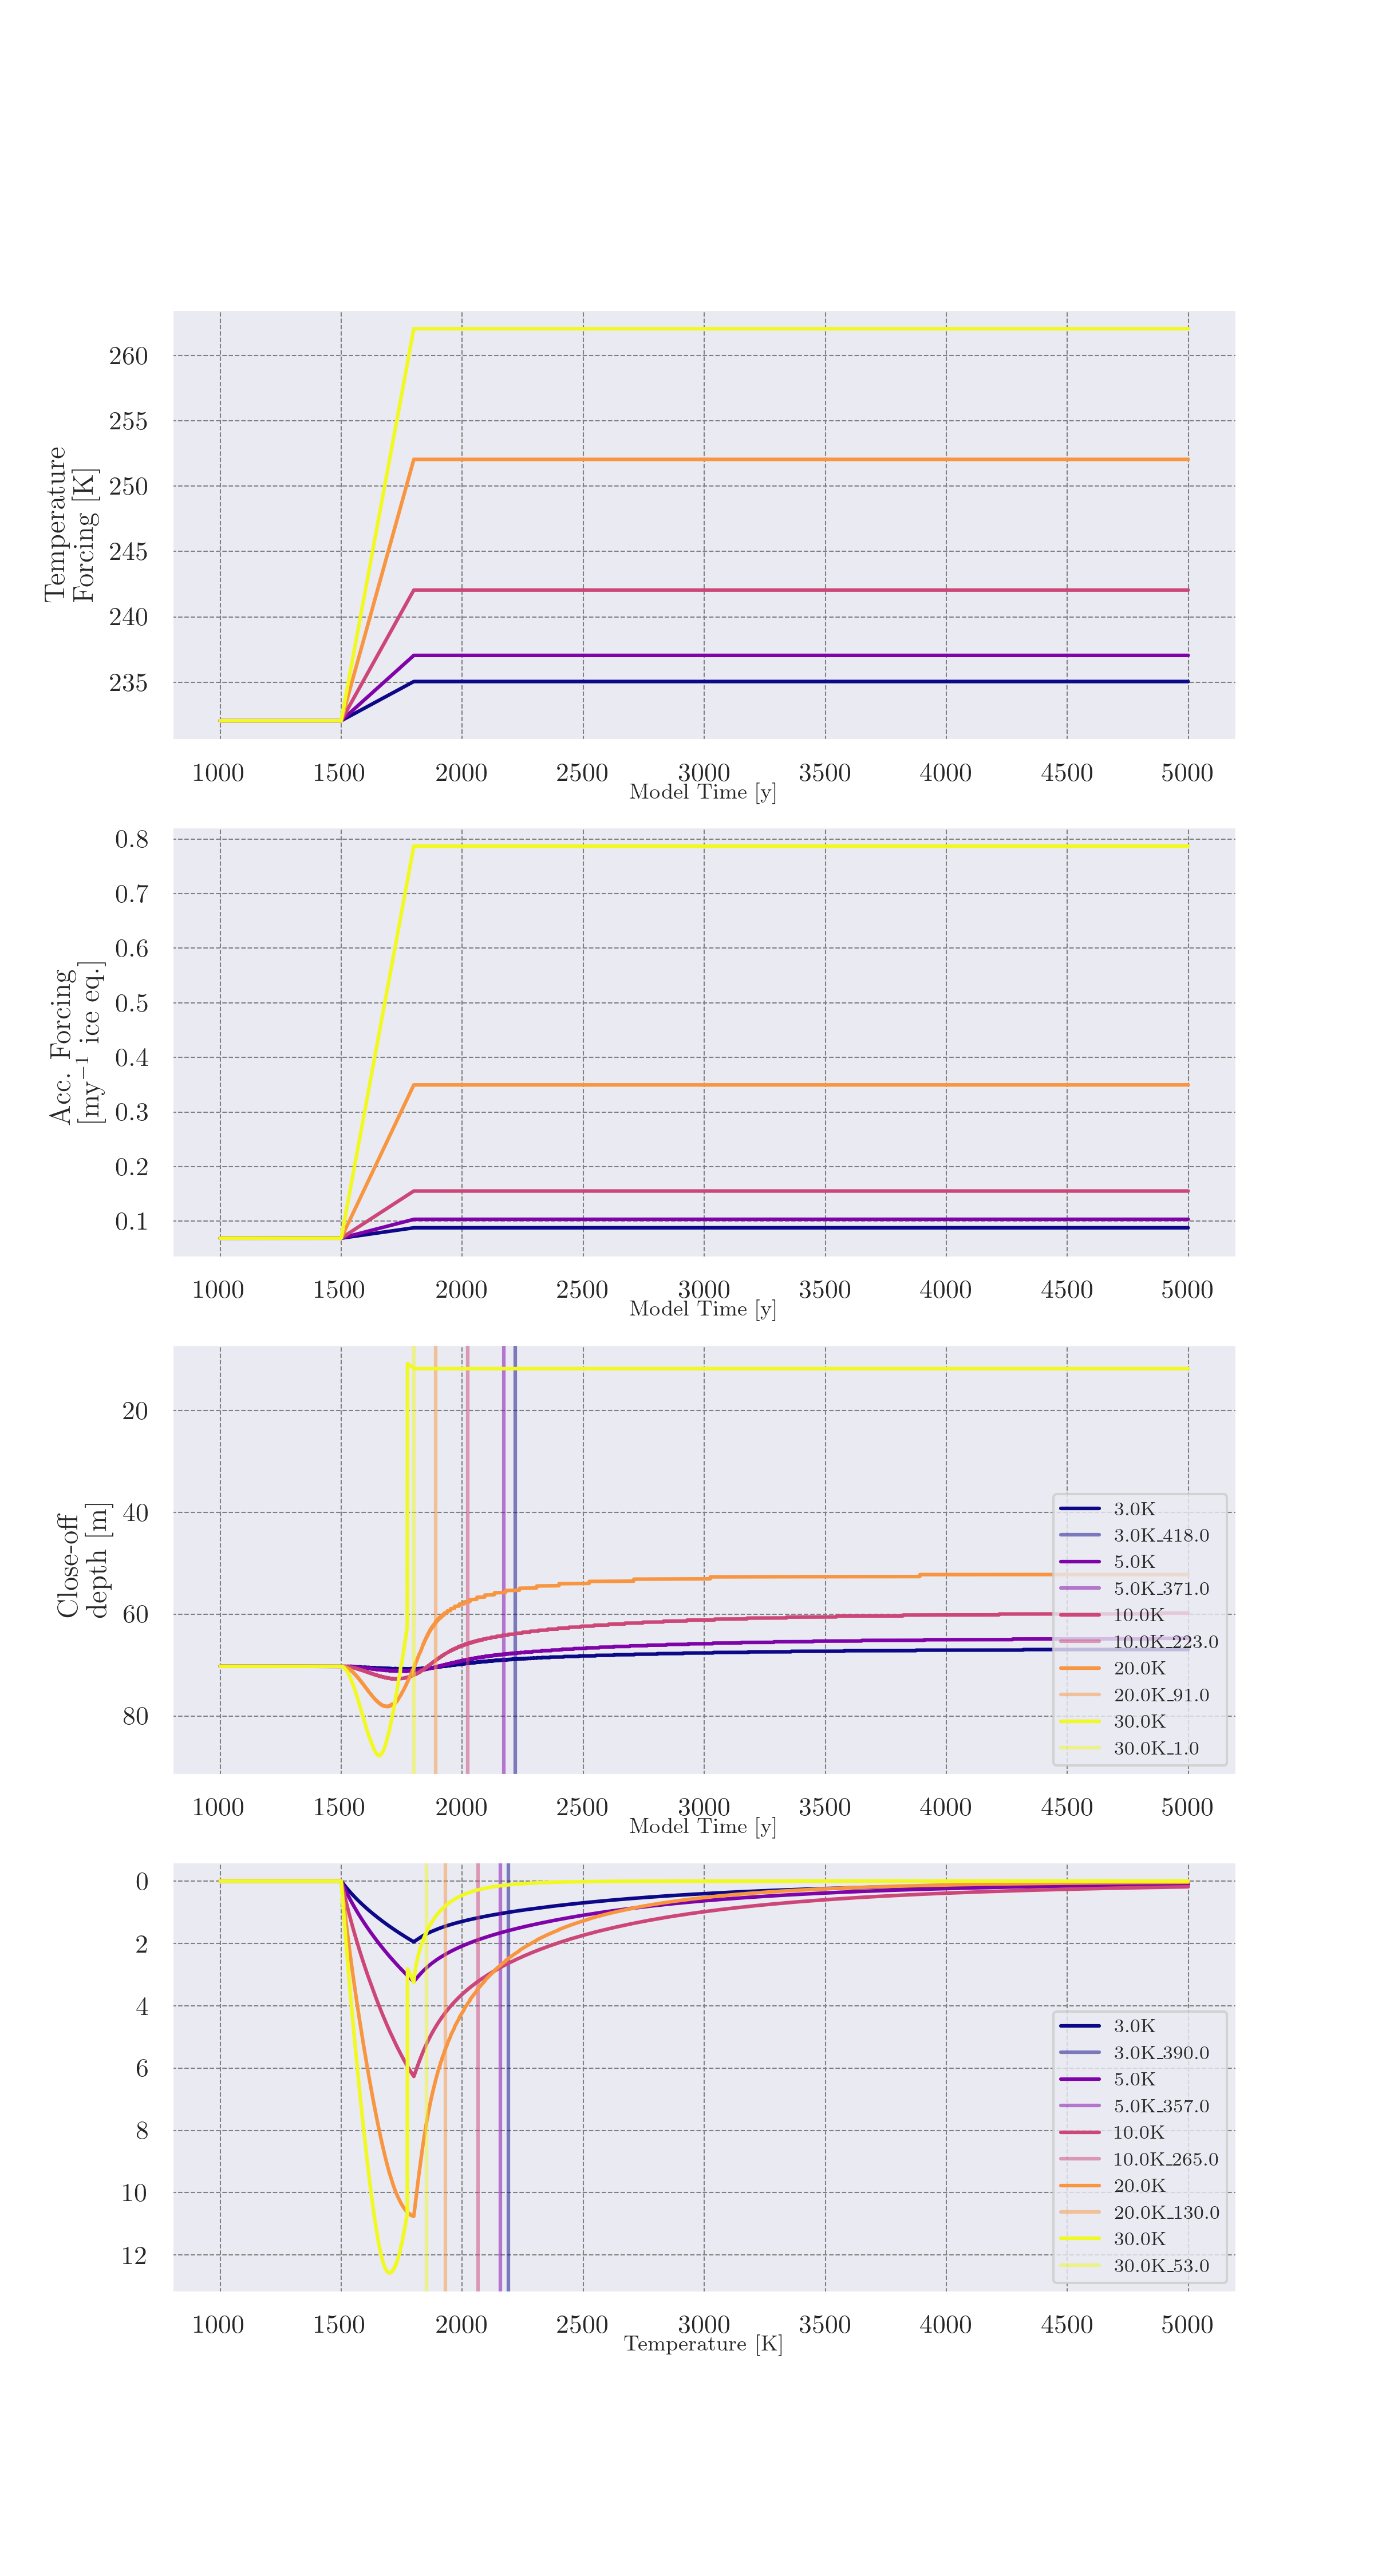 260
255
250
245
240
235
Temperature
Forcing [K]
1000 1500 2000 2500 3000 3500 4000 4500 5000
Model Time [y]
0.8
0.7
0.6
0.5
0.4
0.3
0.2
0.1
Acc. Forcing
[my⁻¹ ice eq.]
1000 1500 2000 2500 3000 3500 4000 4500 5000
Model Time [y]
20
40
60
80
Close-off
depth [m]
3.0K
3.0K_418.0
5.0K
5.0K_371.0
10.0K
10.0K_223.0
20.0K
20.0K_91.0
30.0K
30.0K_1.0
1000 1500 2000 2500 3000 3500 4000 4500 5000
Model Time [y]
0
2
4
6
8
10
12
3.0K
3.0K_390.0
5.0K
5.0K_357.0
10.0K
10.0K_265.0
20.0K
20.0K_130.0
30.0K
30.0K_53.0
1000 1500 2000 2500 3000 3500 4000 4500 5000
Temperature [K]